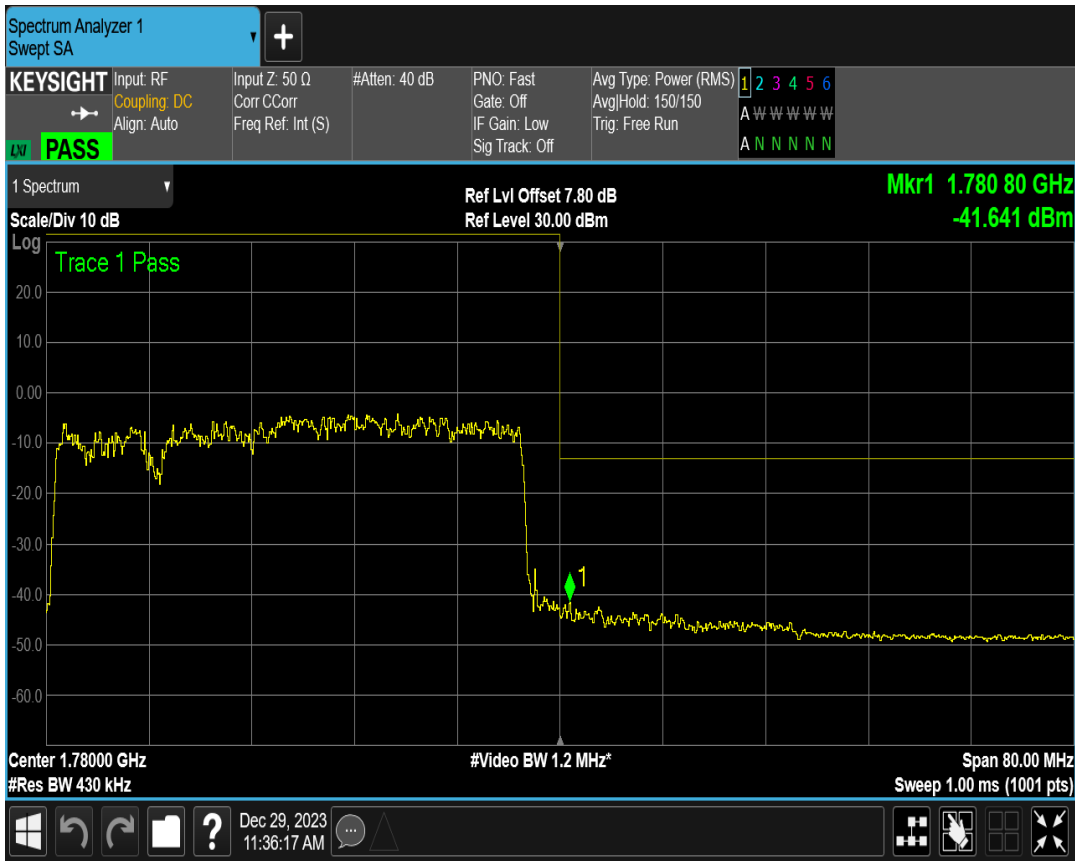 Spectrum Analyzer 1
Swept SA
KEYSIGHT
LXI PASS
Input: RF
Coupling: DC
Align: Auto
Input Z: 50 Ω
Corr CCorr
Freq Ref: Int (S)
#Atten: 40 dB
PNO: Fast
Gate: Off
IF Gain: Low
Sig Track: Off
Avg Type: Power (RMS)
Avg|Hold: 150/150
Trig: Free Run
1 2 3 4 5 6
A W W W W W
A N N N N N
1 Spectrum
Scale/Div 10 dB
Ref Lvl Offset 7.80 dB
Ref Level 30.00 dBm
Mkr1 1.780 80 GHz
-41.641 dBm
Log
Trace 1 Pass
20.0
10.0
0.00
-10.0
-20.0
-30.0
-40.0
-50.0
-60.0
1
Center 1.78000 GHz
#Res BW 430 kHz
#Video BW 1.2 MHz*
Span 80.00 MHz
Sweep 1.00 ms (1001 pts)
?
Dec 29, 2023
11:36:17 AM